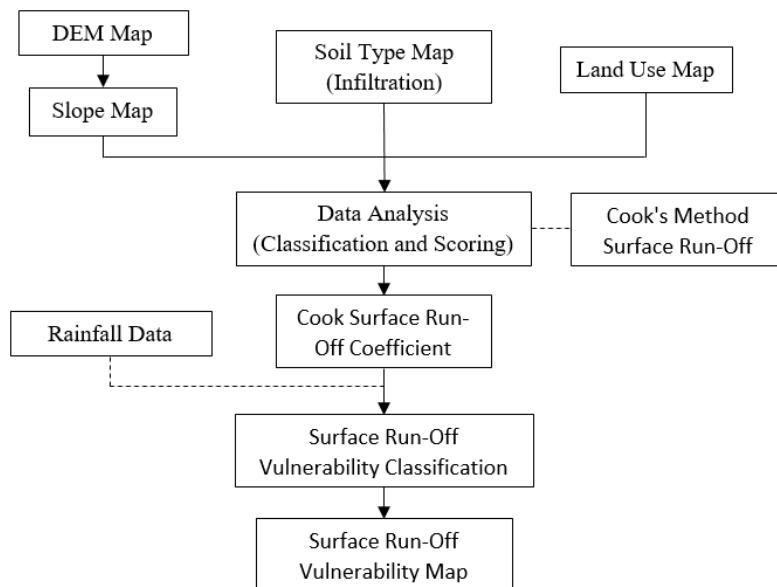 DEM Map
Soil Type Map
(Infiltration)
Land Use Map
Slope Map
Data Analysis
(Classification and Scoring)
Cook's Method
Surface Run-Off
Rainfall Data
Cook Surface Run-
Off Coefficient
Surface Run-Off
Vulnerability Classification
Surface Run-Off
Vulnerability Map